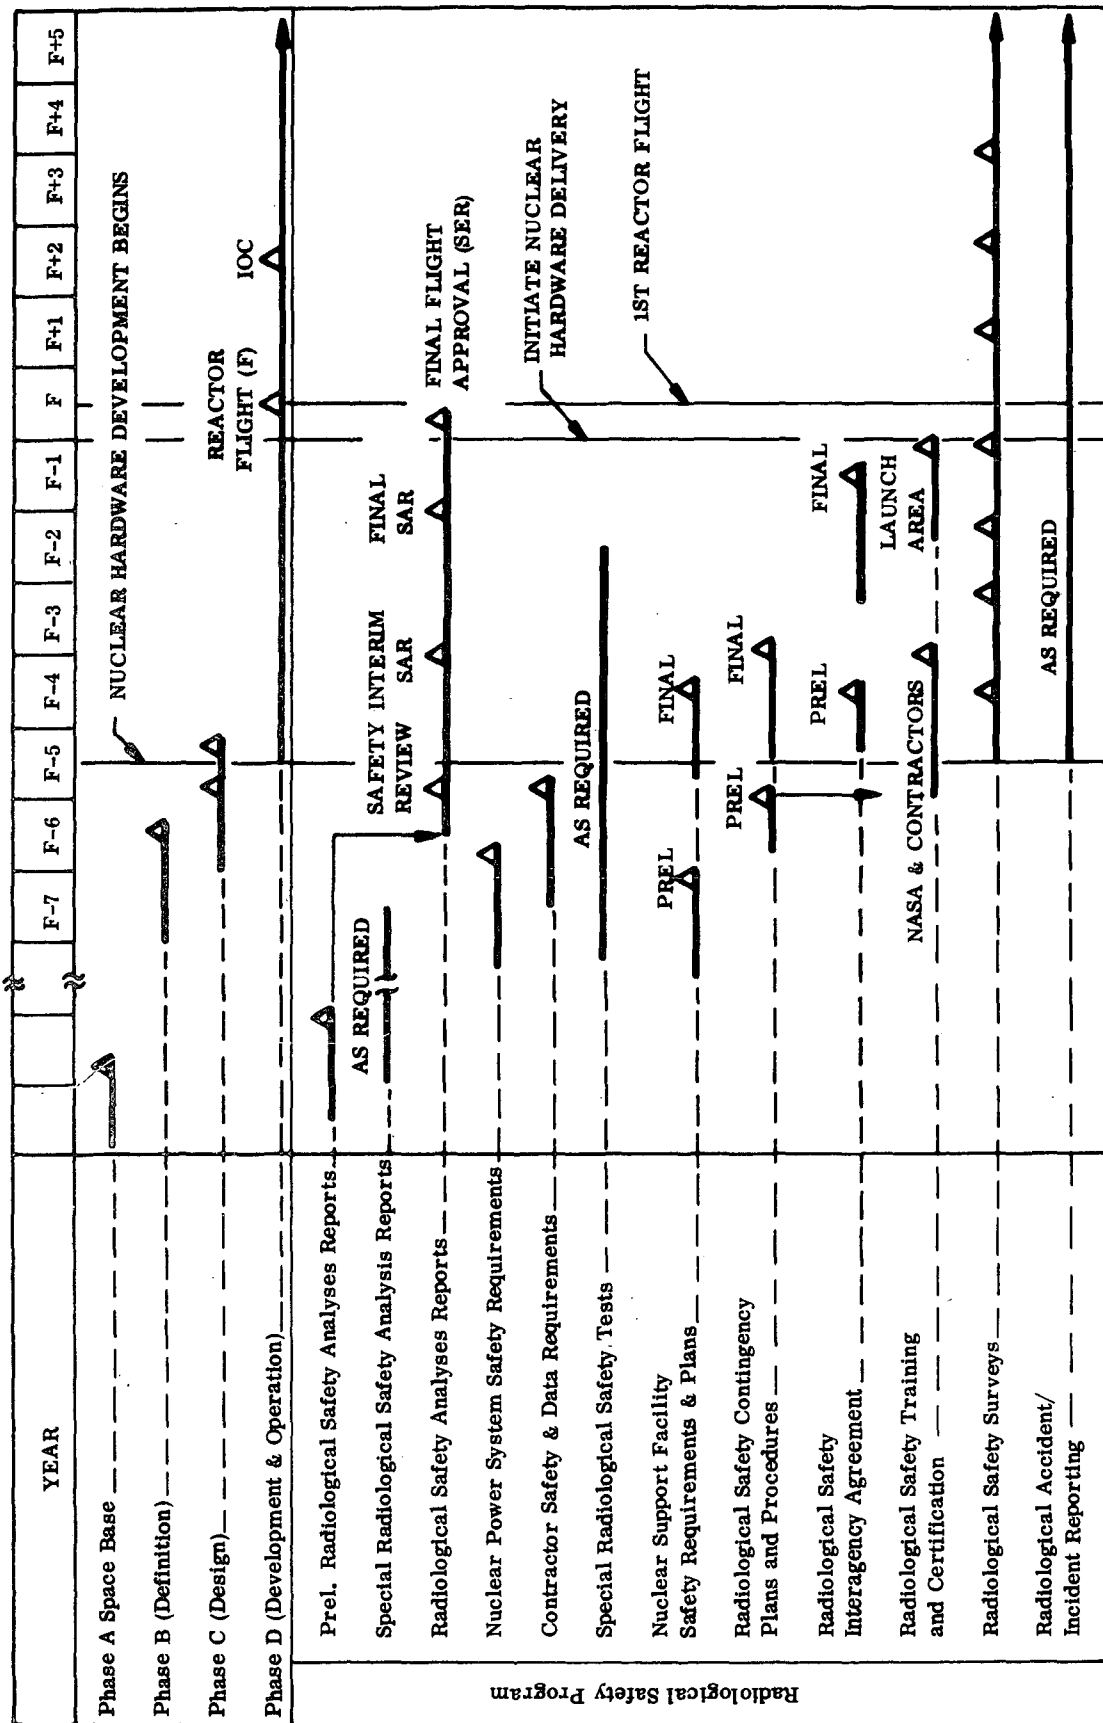 YEAR
F-7
F-6
F-5
F-4
F-3
F-2
F-1
F
F+1
F+2
F+3
F+4
F+5
NUCLEAR HARDWARE DEVELOPMENT BEGINS
Phase A Space Base
Phase B (Definition)
Phase C (Design)
Phase D (Development & Operation)
REACTOR
FLIGHT (F)
IOC
Radiological Safety Program
Prel. Radiological Safety Analyses Reports
Special Radiological Safety Analysis Reports
AS REQUIRED
Radiological Safety Analyses Reports
SAFETY
REVIEW
INTERIM
SAR
FINAL
SAR
FINAL FLIGHT
APPROVAL (SER)
Nuclear Power System Safety Requirements
Contractor Safety & Data Requirements
INITIATE NUCLEAR
HARDWARE DELIVERY
Special Radiological Safety Tests
AS REQUIRED
1ST REACTOR FLIGHT
Nuclear Support Facility
Safety Requirements & Plans
PREL
FINAL
Radiological Safety Contingency
Plans and Procedures
PREL
FINAL
Radiological Safety
Interagency Agreement
PREL
FINAL
Radiological Safety Training
and Certification
NASA & CONTRACTORS
LAUNCH
AREA
Radiological Safety Surveys
Radiological Accident/
Incident Reporting
AS REQUIRED